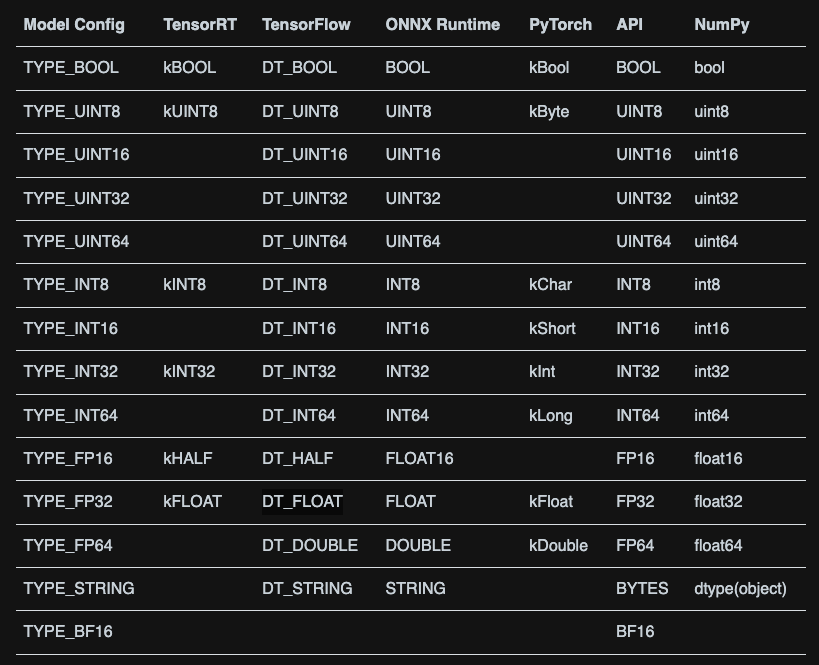 Model Config TensorRT TensorFlow ONNX Runtime PyTorch API NumPy
TYPE_BOOL kBOOL DT_BOOL BOOL kBool BOOL bool
TYPE_UINT8 kUINT8 DT_UINT8 UINT8 kByte UINT8 uint8
TYPE_UINT16 DT_UINT16 UINT16 UINT16 uint16
TYPE_UINT32 DT_UINT32 UINT32 UINT32 uint32
TYPE_UINT64 DT_UINT64 UINT64 UINT64 uint64
TYPE_INT8 kINT8 DT_INT8 INT8 kChar INT8 int8
TYPE_INT16 DT_INT16 INT16 kShort INT16 int16
TYPE_INT32 kINT32 DT_INT32 INT32 kInt INT32 int32
TYPE_INT64 DT_INT64 INT64 kLong INT64 int64
TYPE_FP16 kHALF DT_HALF FLOAT16 FP16 float16
TYPE_FP32 kFLOAT DT_FLOAT FLOAT kFloat FP32 float32
TYPE_FP64 DT_DOUBLE DOUBLE kDouble FP64 float64
TYPE_STRING DT_STRING STRING BYTES dtype(object)
TYPE_BF16 BF16